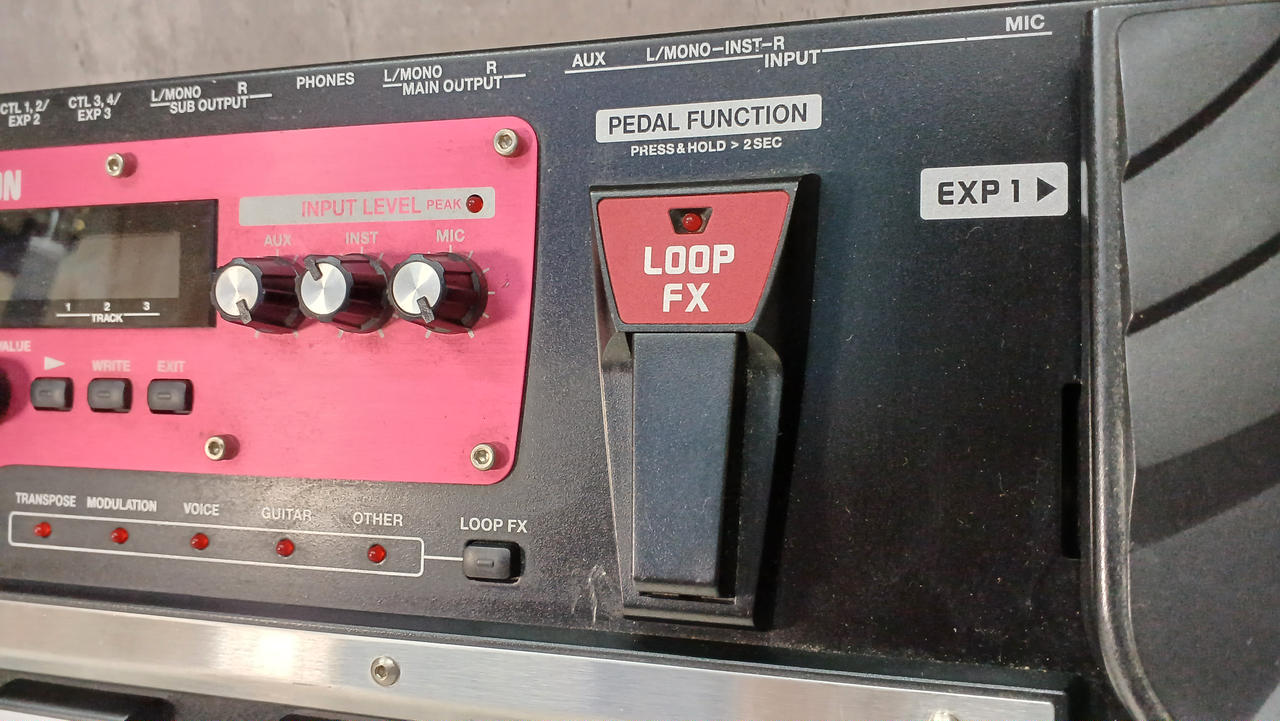 MIC
AUX L/MONO–INST–R
INPUT
L/MONO R
MAIN OUTPUT
PHONES
L/MONO R
SUB OUTPUT
CTL 3, 4/
EXP 3
CTL 1, 2/
EXP 2
PEDAL FUNCTION
PRESS & HOLD > 2 SEC
EXP 1
INPUT LEVEL PEAK
AUX INST MIC
LOOP
FX
1 2 3
TRACK
VALUE
WRITE EXIT
TRANSPOSE MODULATION VOICE GUITAR OTHER LOOP FX